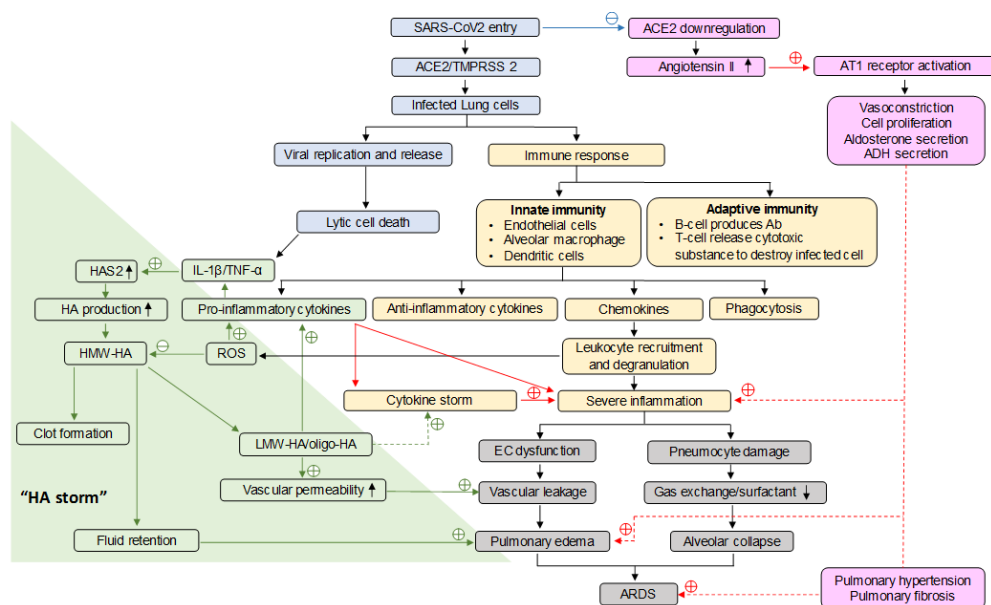 SARS-CoV2 entry
⊖
ACE2 downregulation
ACE2/TMPRSS 2
Angiotensin Ⅱ ↑
⊕
AT1 receptor activation
Infected Lung cells
Vasoconstriction
Cell proliferation
Aldosterone secretion
ADH secretion
Viral replication and release
Immune response
Lytic cell death
Innate immunity
• Endothelial cells
• Alveolar macrophage
• Dendritic cells
Adaptive immunity
• B-cell produces Ab
• T-cell release cytotoxic
substance to destroy infected cell
HAS2 ↑
⊕
IL-1β/TNF-α
⊕
HA production ↑
Pro-inflammatory cytokines
Anti-inflammatory cytokines
Chemokines
Phagocytosis
⊕
⊕
HMW-HA
⊖
ROS
Leukocyte recruitment
and degranulation
Cytokine storm
⊕
Severe inflammation
⊕
Clot formation
⊕
LMW-HA/oligo-HA
EC dysfunction
Pneumocyte damage
⊕
"HA storm"
Vascular permeability ↑
⊕
Vascular leakage
Gas exchange/surfactant ↓
Fluid retention
⊕
Pulmonary edema
⊕
Alveolar collapse
ARDS
⊕
Pulmonary hypertension
Pulmonary fibrosis